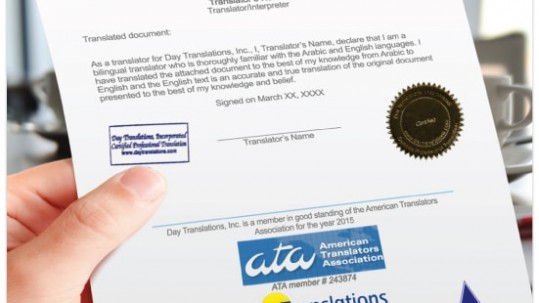 Translator/Interpreter
Translated document:
As a translator for Day Translations, Inc., I, Translator's Name, declare that I am a
bilingual translator who is thoroughly familiar with the Arabic and English languages. I
have translated the attached document to the best of my knowledge from Arabic to
English and the English text is an accurate and true translation of the original document
presented to the best of my knowledge and belief.
Signed on March XX, XXXX
Translator's Name
Day Translations, Incorporated
Certified Professional Translation
www.daytranslations.com
Certified
Day Translations, Inc. is a member in good standing of the American Translators
Association for the year 2015
ata American
Translators
Association
ATA member # 243874